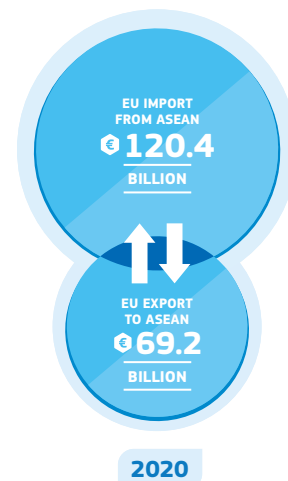 EU IMPORT
FROM ASEAN
€ 120.4
BILLION
EU EXPORT
TO ASEAN
€ 69.2
BILLION
2020